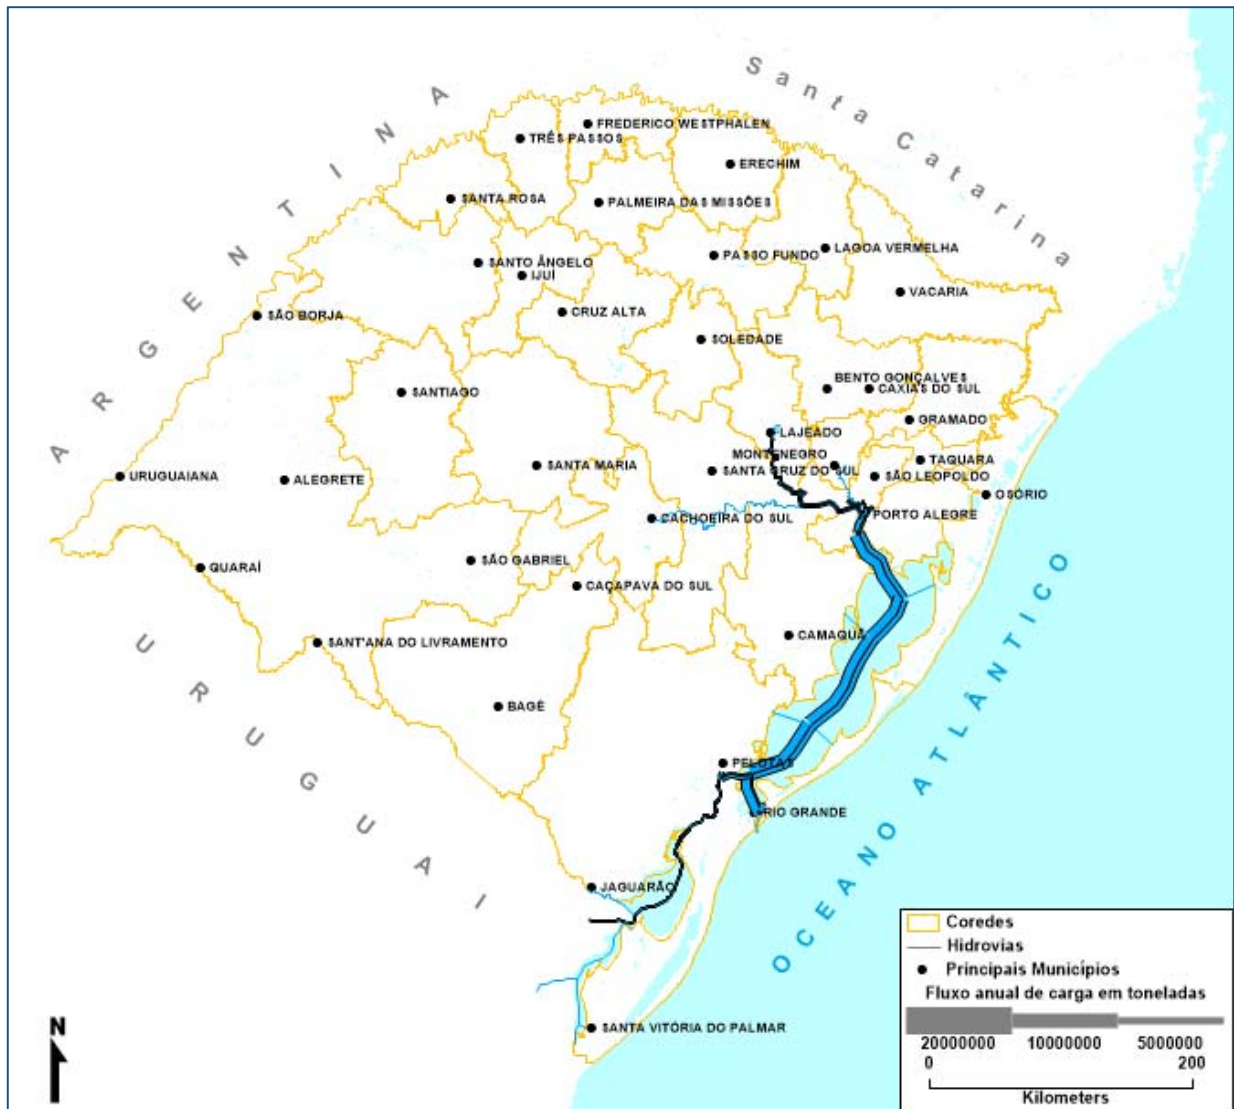 Santa Catarina
ARGENTINA
FREDERICO WESTPHALEN
TRÊS PASSOS
ERECHIM
SANTA ROSA
PALMEIRA DAS MISSÕES
LAGOA VERMELHA
PASSO FUNDO
SANTO ÂNGELO
IJUÍ
VACARIA
SÃO BORJA
CRUZ ALTA
SOLEDADE
BENTO GONÇALVES
CAXIAS DO SUL
SANTIAGO
GRAMADO
LAJEADO
MONTENEGRO
TAQUARA
SANTA MARIA
SANTA CRUZ DO SUL
SÃO LEOPOLDO
URUGUAIANA
ALEGRETE
OSÓRIO
PORTO ALEGRE
CACHOEIRA DO SUL
SÃO GABRIEL
QUARAÍ
CAÇAPAVA DO SUL
CAMAQUÃ
SANT'ANA DO LIVRAMENTO
URUGUAI
OCEANO ATLÂNTICO
BAGÉ
PELOTAS
RIO GRANDE
JAGUARÃO
SANTA VITÓRIA DO PALMAR
N
Coredes
Hidrovias
Principais Municípios
Fluxo anual de carga em toneladas
20000000 10000000 5000000
0 200
Kilometers